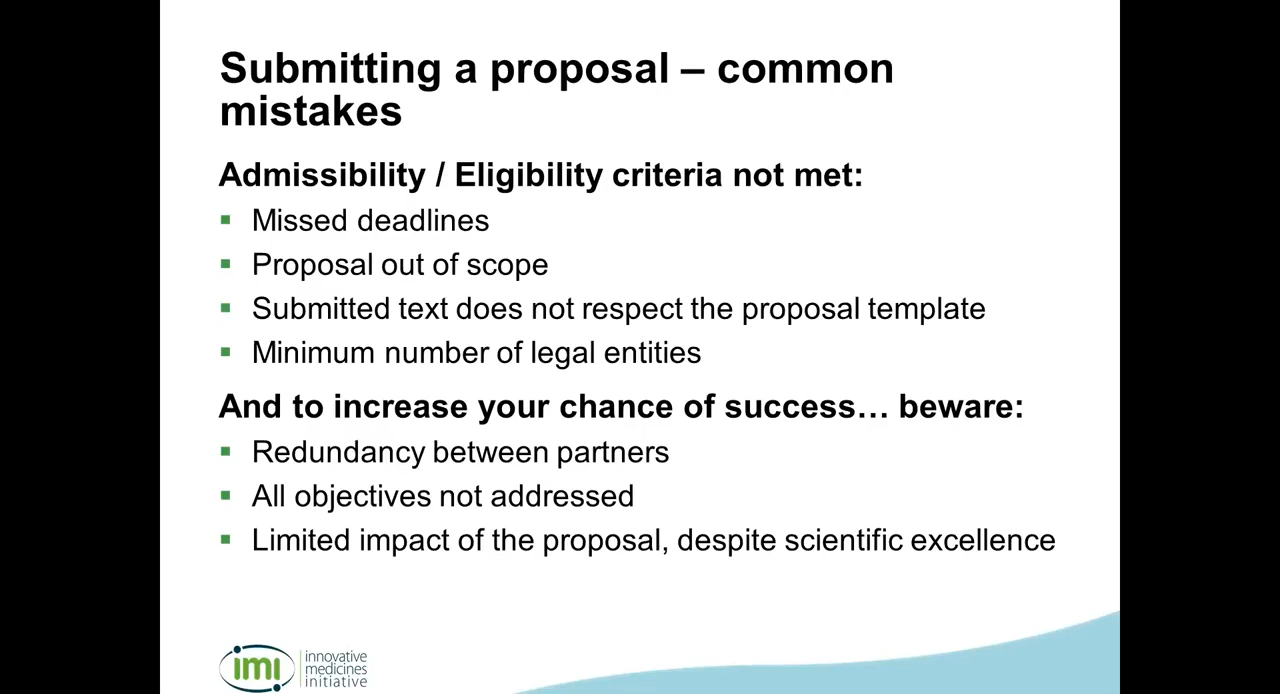 Submitting a proposal – common
mistakes
Admissibility / Eligibility criteria not met:
▪ Missed deadlines
▪ Proposal out of scope
▪ Submitted text does not respect the proposal template
▪ Minimum number of legal entities
And to increase your chance of success… beware:
▪ Redundancy between partners
▪ All objectives not addressed
▪ Limited impact of the proposal, despite scientific excellence
imi
innovative
medicines
initiative